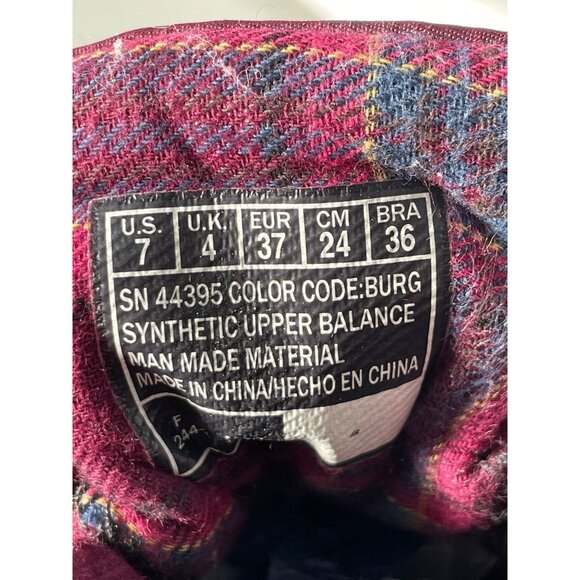 U.S. U.K. EUR CM BRA
7 4 37 24 36
SN 44395 COLOR CODE:BURG
SYNTHETIC UPPER BALANCE
MAN MADE MATERIAL
MADE IN CHINA/HECHO EN CHINA
F